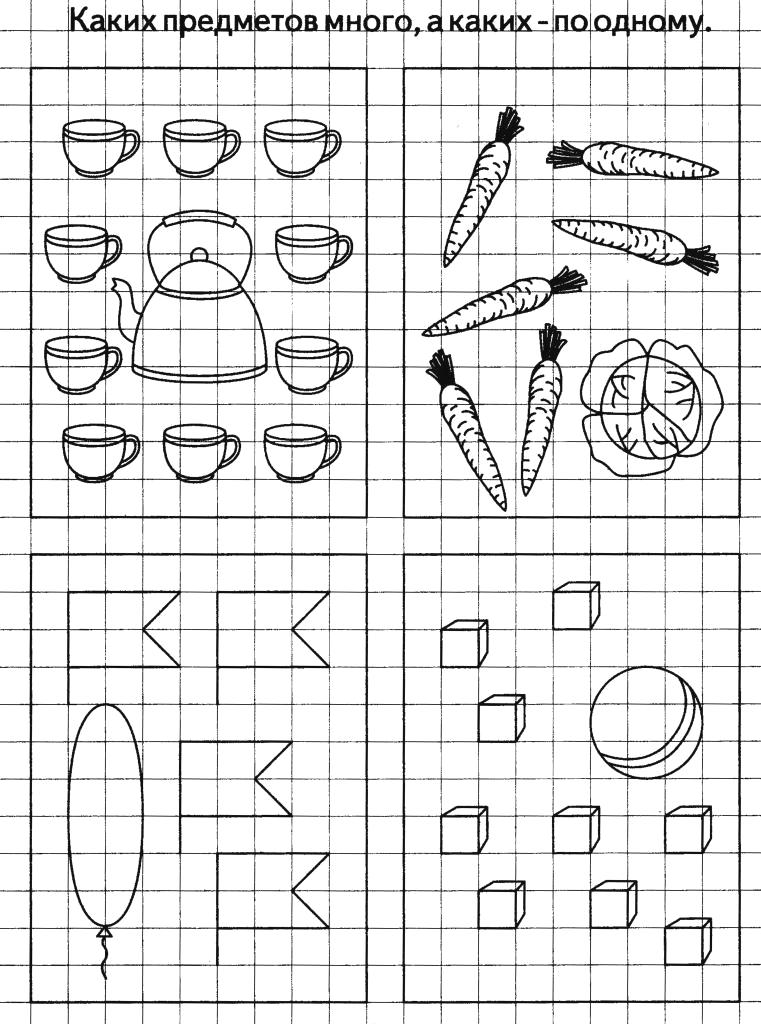 Каких предметов много, а каких - по одному.